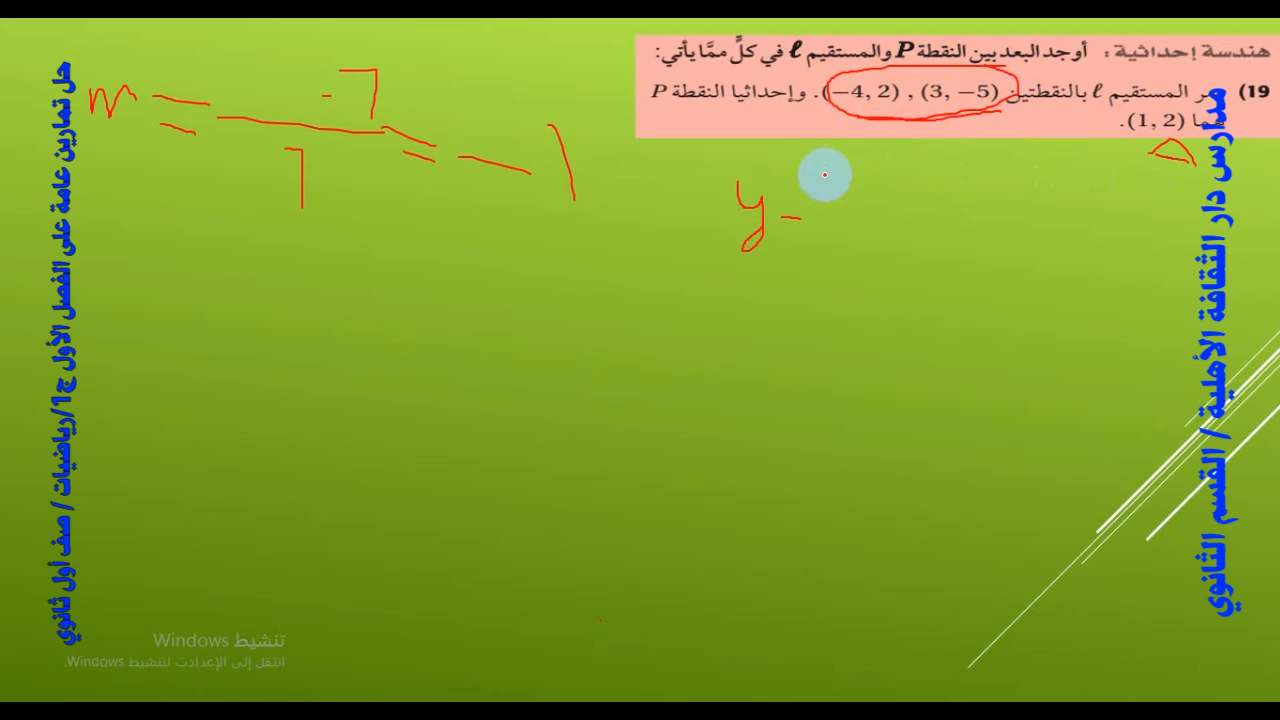 هندسة إحداثية : أوجد البعد بين النقطة P والمستقيم ℓ في كلٍّ ممَّا يأتي:
19) يمر المستقيم ℓ بالنقطتين (3, −5) , (−4, 2). وإحداثيا النقطة P
هما (1, 2).
m = -7/7 = -1
y -
حل تمارين عامة على الفصل الأول ج1/رياضيات / صف أول ثانوي
مدارس دار الثقافة الأهلية / القسم الثانوي
تنشيط Windows
انتقل إلى الإعدادت لتنشيط Windows.